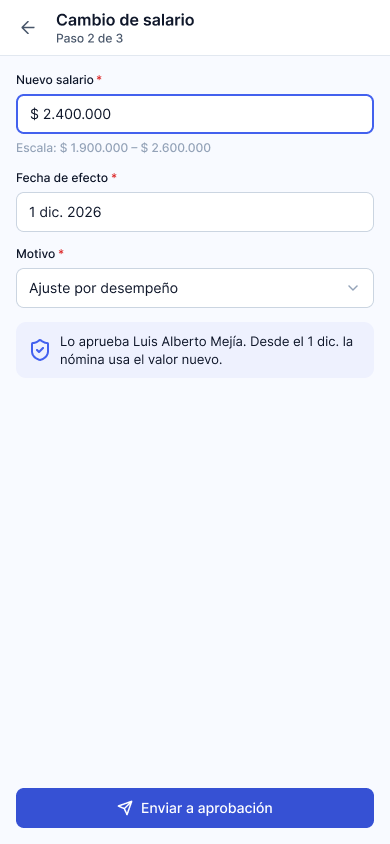 Cambio de salario
Paso 2 de 3
Nuevo salario *
$ 2.400.000
Escala: $ 1.900.000 – $ 2.600.000
Fecha de efecto *
1 dic. 2026
Motivo *
Ajuste por desempeño
Lo aprueba Luis Alberto Mejía. Desde el 1 dic. la
nómina usa el valor nuevo.
Enviar a aprobación